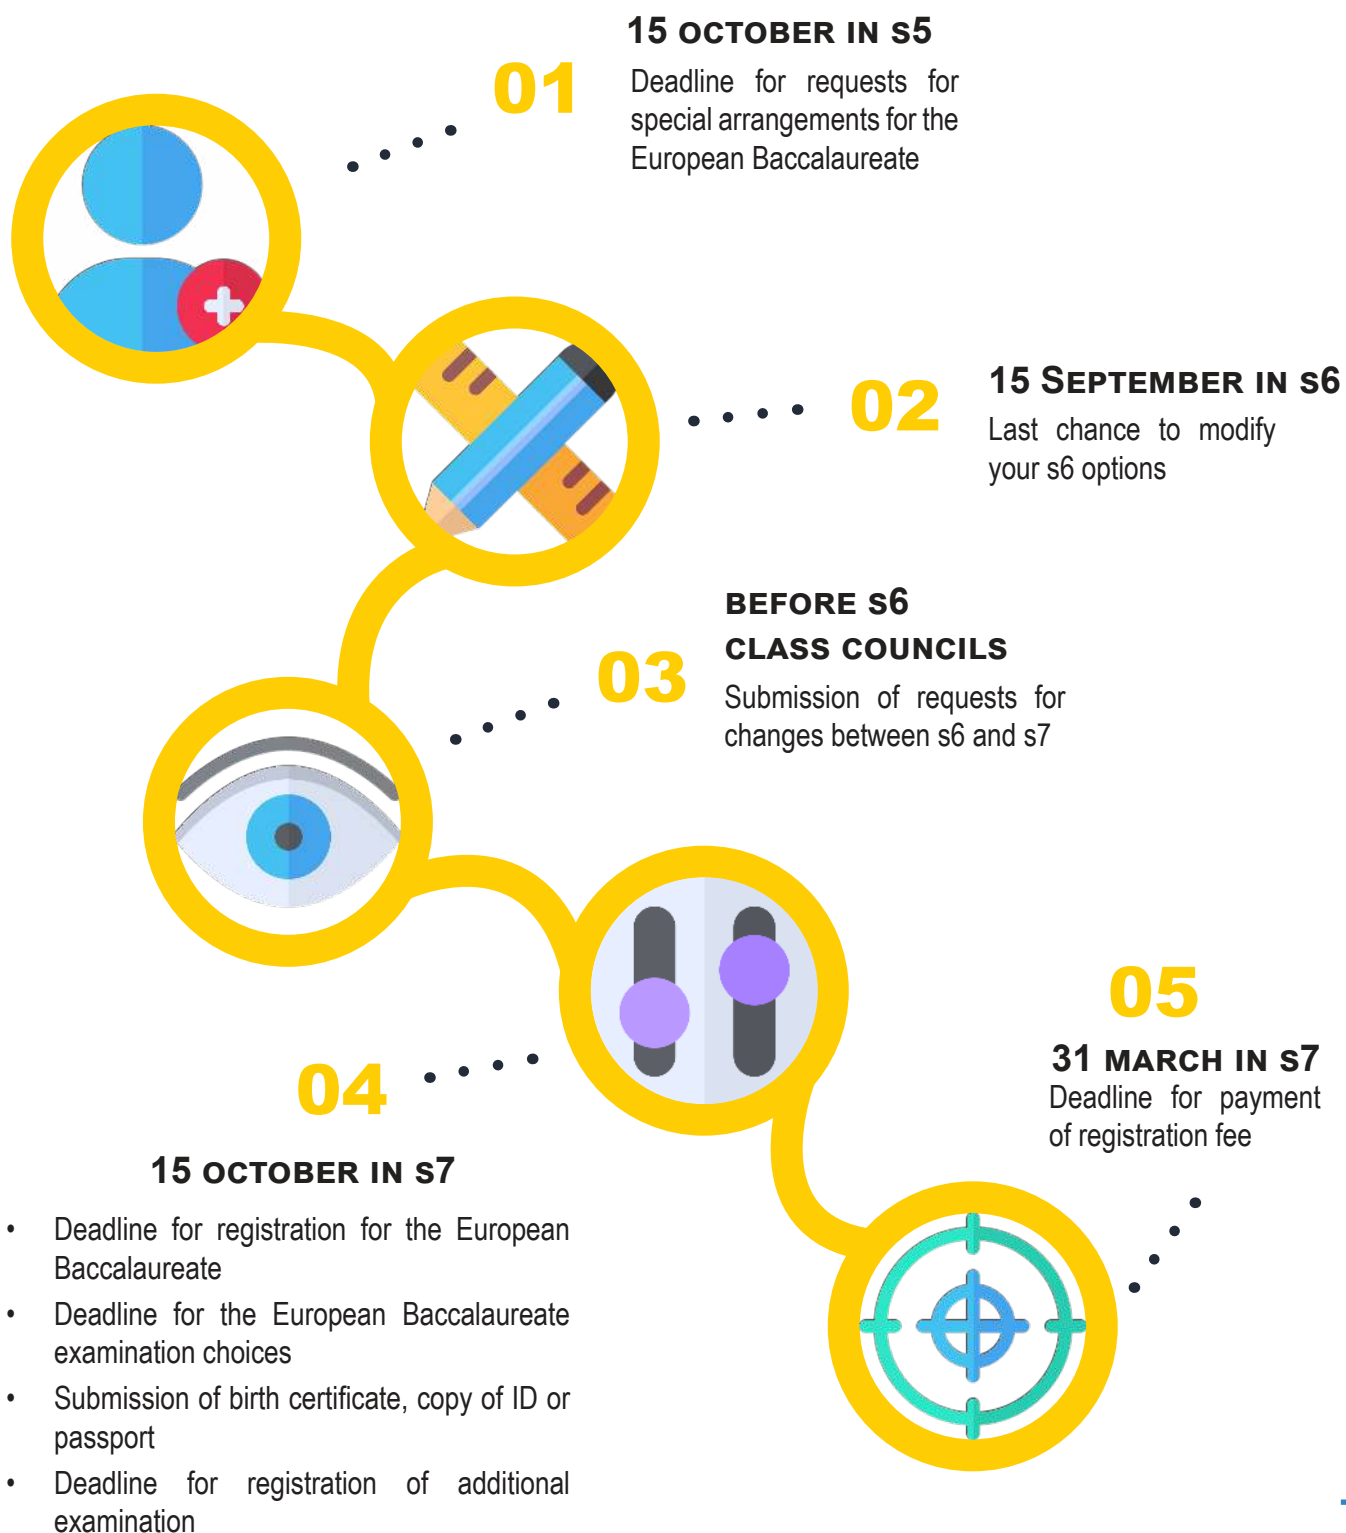 01
15 OCTOBER IN S5
Deadline for requests for
special arrangements for the
European Baccalaureate
02
15 SEPTEMBER IN S6
Last chance to modify
your s6 options
03
BEFORE S6
CLASS COUNCILS
Submission of requests for
changes between s6 and s7
04
15 OCTOBER IN S7
• Deadline for registration for the European
Baccalaureate
• Deadline for the European Baccalaureate
examination choices
• Submission of birth certificate, copy of ID or
passport
• Deadline for registration of additional
examination
05
31 MARCH IN S7
Deadline for payment
of registration fee